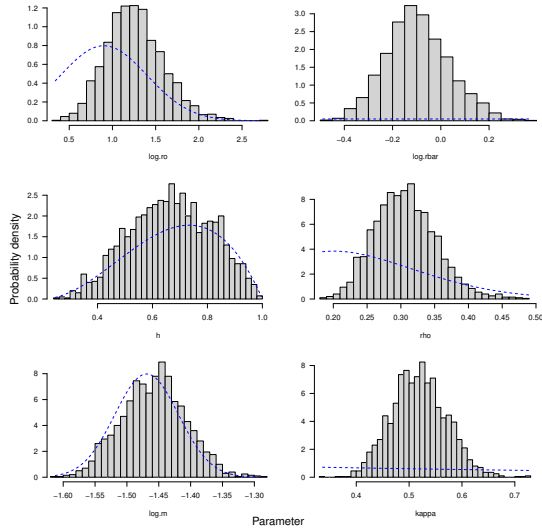 1.2
1.0
0.8
0.6
0.4
0.2
0.0
0.5 1.0 1.5 2.0 2.5
log.ro
3.0
2.5
2.0
1.5
1.0
0.5
0.0
−0.4 −0.2 0.0 0.2
log.rbar
Probability density
2.5
2.0
1.5
1.0
0.5
0.0
0.4 0.6 0.8 1.0
h
8
6
4
2
0
0.20 0.25 0.30 0.35 0.40 0.45 0.50
rho
8
6
4
2
0
−1.60 −1.55 −1.50 −1.45 −1.40 −1.35 −1.30
log.m
8
6
4
2
0
0.4 0.5 0.6 0.7
kappa
Parameter